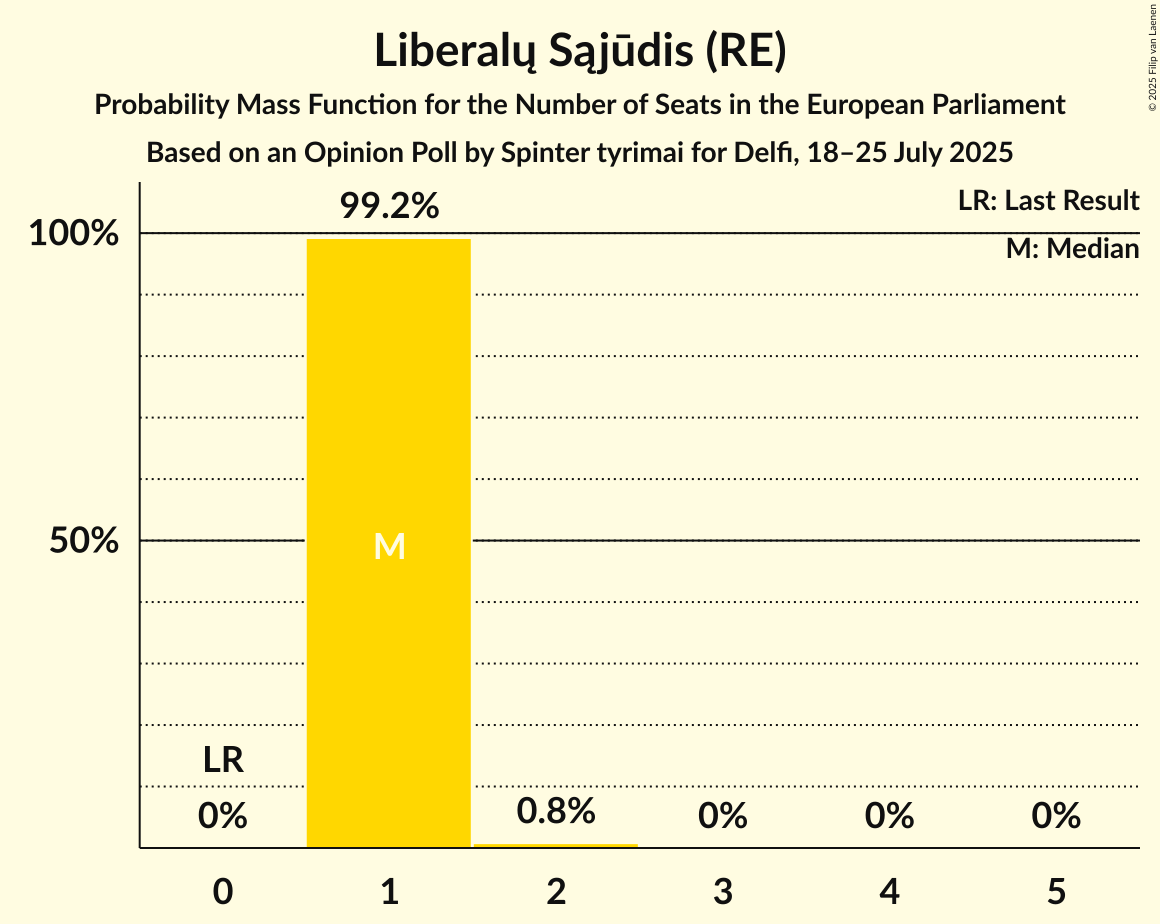 Liberalų Sąjūdis (RE)
Probability Mass Function for the Number of Seats in the European Parliament
Based on an Opinion Poll by Spinter tyrimai for Delfi, 18–25 July 2025
© 2025 Filip van Laenen
LR: Last Result
M: Median
99.2%
100%
50%
M
LR
0%
0.8%
0%
0%
0%
0
1
2
3
4
5